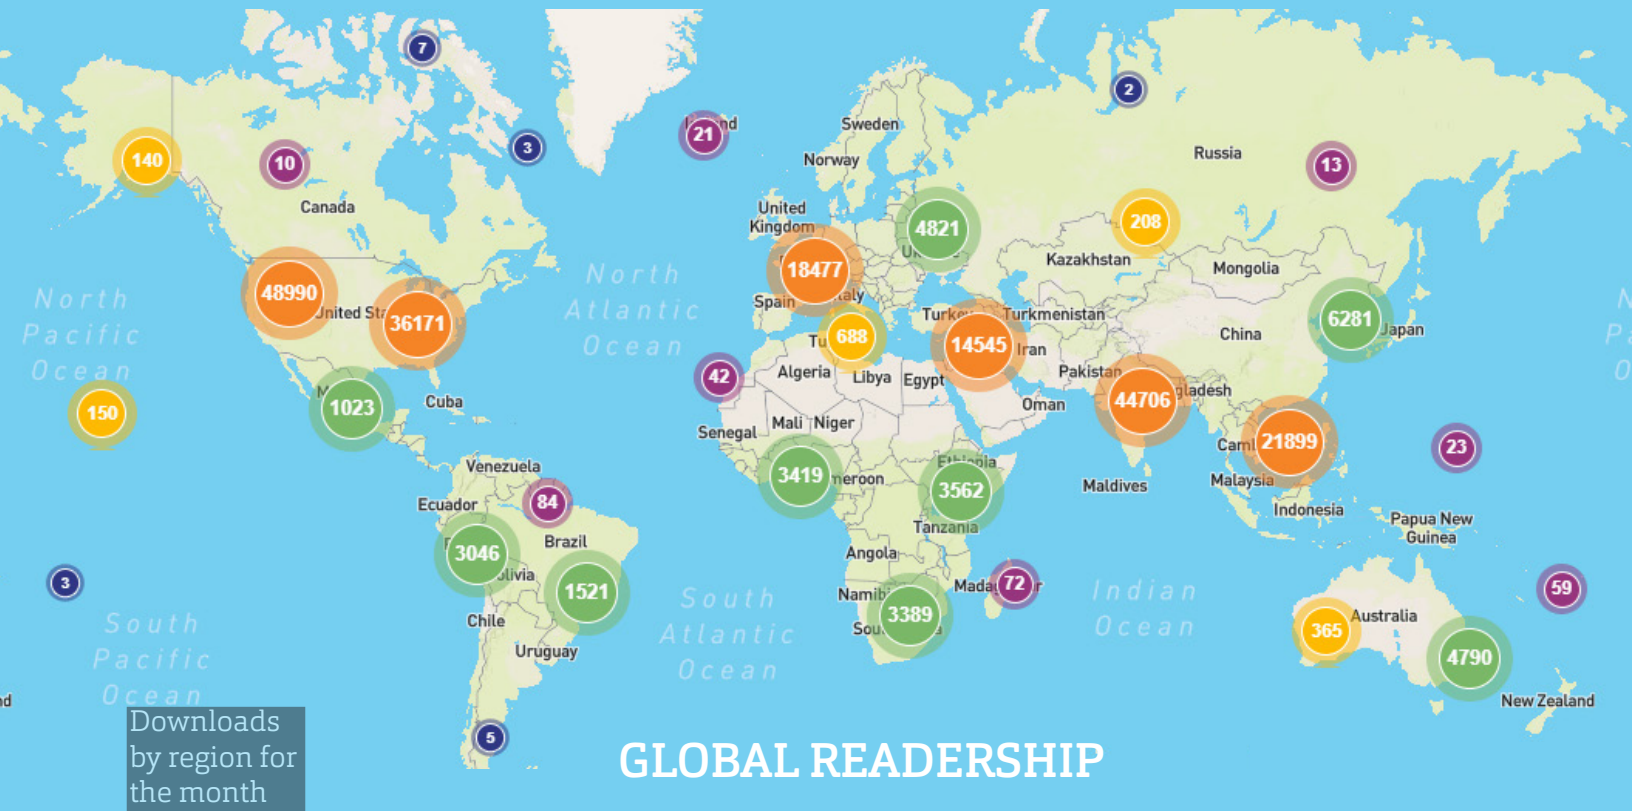 7
2
3
21
Sweden
140
10
13
Norway
Russia
Canada
United
Kingdom
208
4821
Kazakhstan
Mongolia
North
Pacific
Ocean
48990
36171
North
Atlantic
Ocean
18477
Spain
Turkmenistan
6281
Japan
China
688
14545
Iran
Algeria
Libya
Egypt
Pakistan
42
150
1023
Cuba
44706
Oman
Mali
Niger
Senegal
21899
23
Venezuela
3419
3562
Ethiopia
Maldives
Malaysia
Indonesia
Ecuador
84
Papua New
Guinea
Tanzania
Brazil
3046
Angola
3
1521
72
Indian
Ocean
59
South
Atlantic
Ocean
3389
365
Australia
Chile
Uruguay
South
Pacific
Ocean
4790
New Zealand
5
Downloads
by region for
the month
GLOBAL READERSHIP